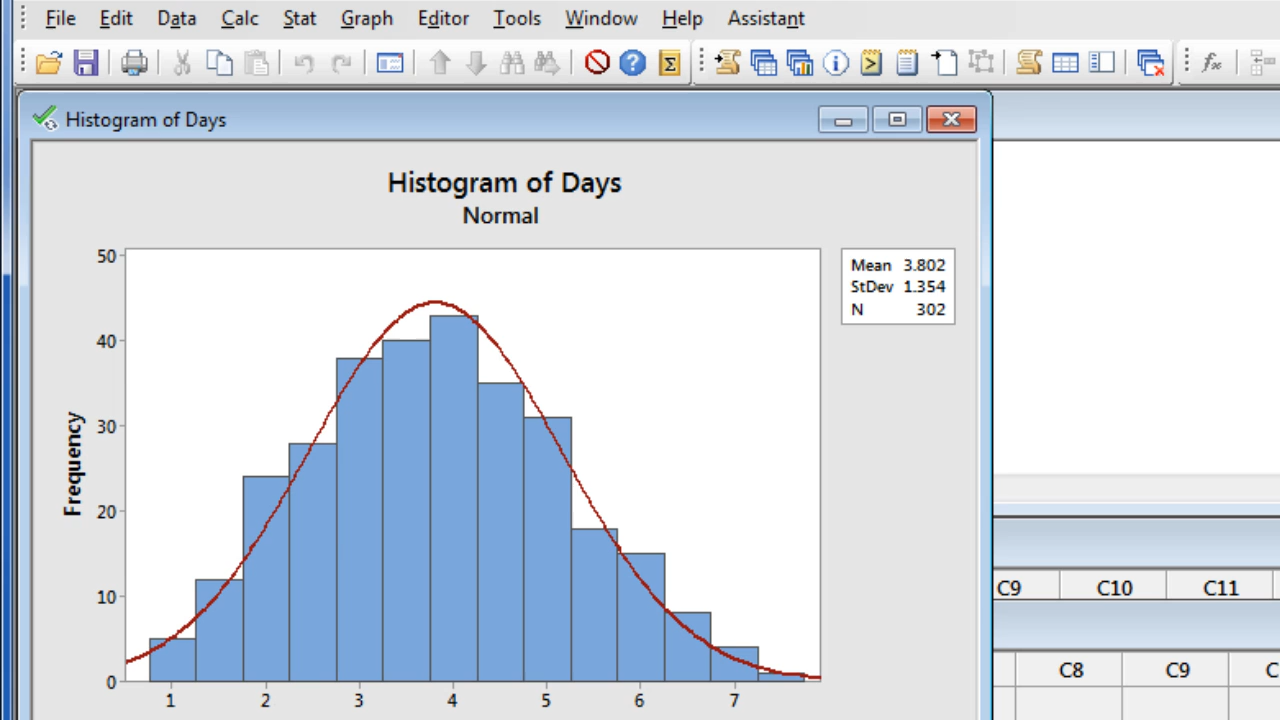 File Edit Data Calc Stat Graph Editor Tools Window Help Assistant
Histogram of Days
Histogram of Days
Normal
Mean 3.802
StDev 1.354
N 302
Frequency
50
40
30
20
10
0
1 2 3 4 5 6 7
C9 C10 C11
C8 C9 C